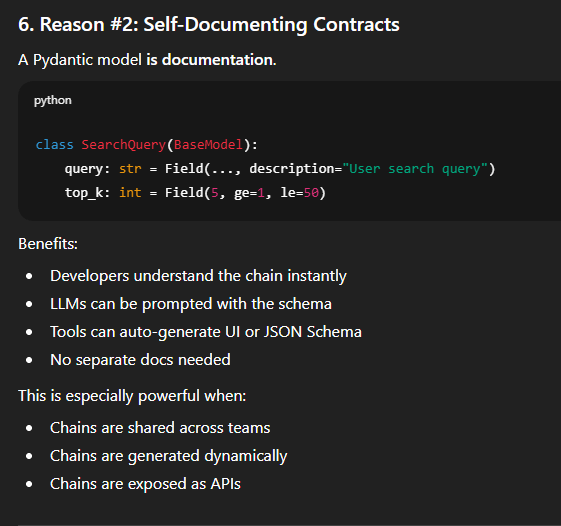 6. Reason #2: Self-Documenting Contracts
A Pydantic model is documentation.
python
class SearchQuery(BaseModel):
    query: str = Field(..., description="User search query")
    top_k: int = Field(5, ge=1, le=50)
Benefits:
• Developers understand the chain instantly
• LLMs can be prompted with the schema
• Tools can auto-generate UI or JSON Schema
• No separate docs needed
This is especially powerful when:
• Chains are shared across teams
• Chains are generated dynamically
• Chains are exposed as APIs